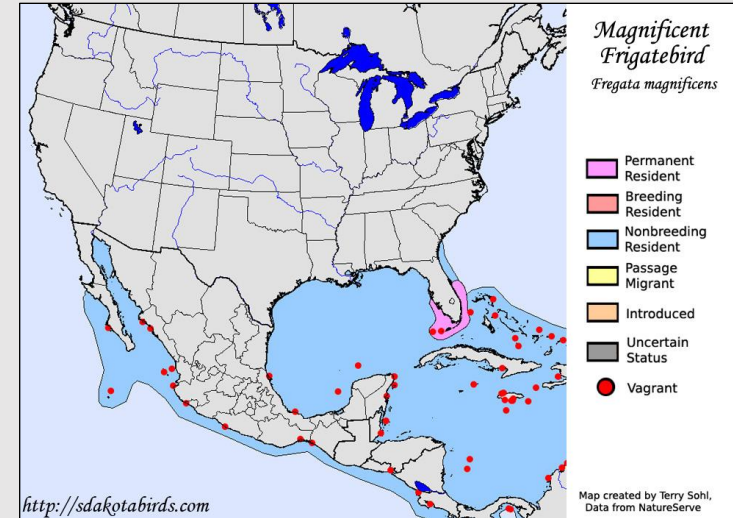 Magnificent
Frigatebird
Fregata magnificens
Permanent
Resident
Breeding
Resident
Nonbreeding
Resident
Passage
Migrant
Introduced
Uncertain
Status
Vagrant
http://sdakotabirds.com
Map created by Terry Sohl,
Data from NatureServe